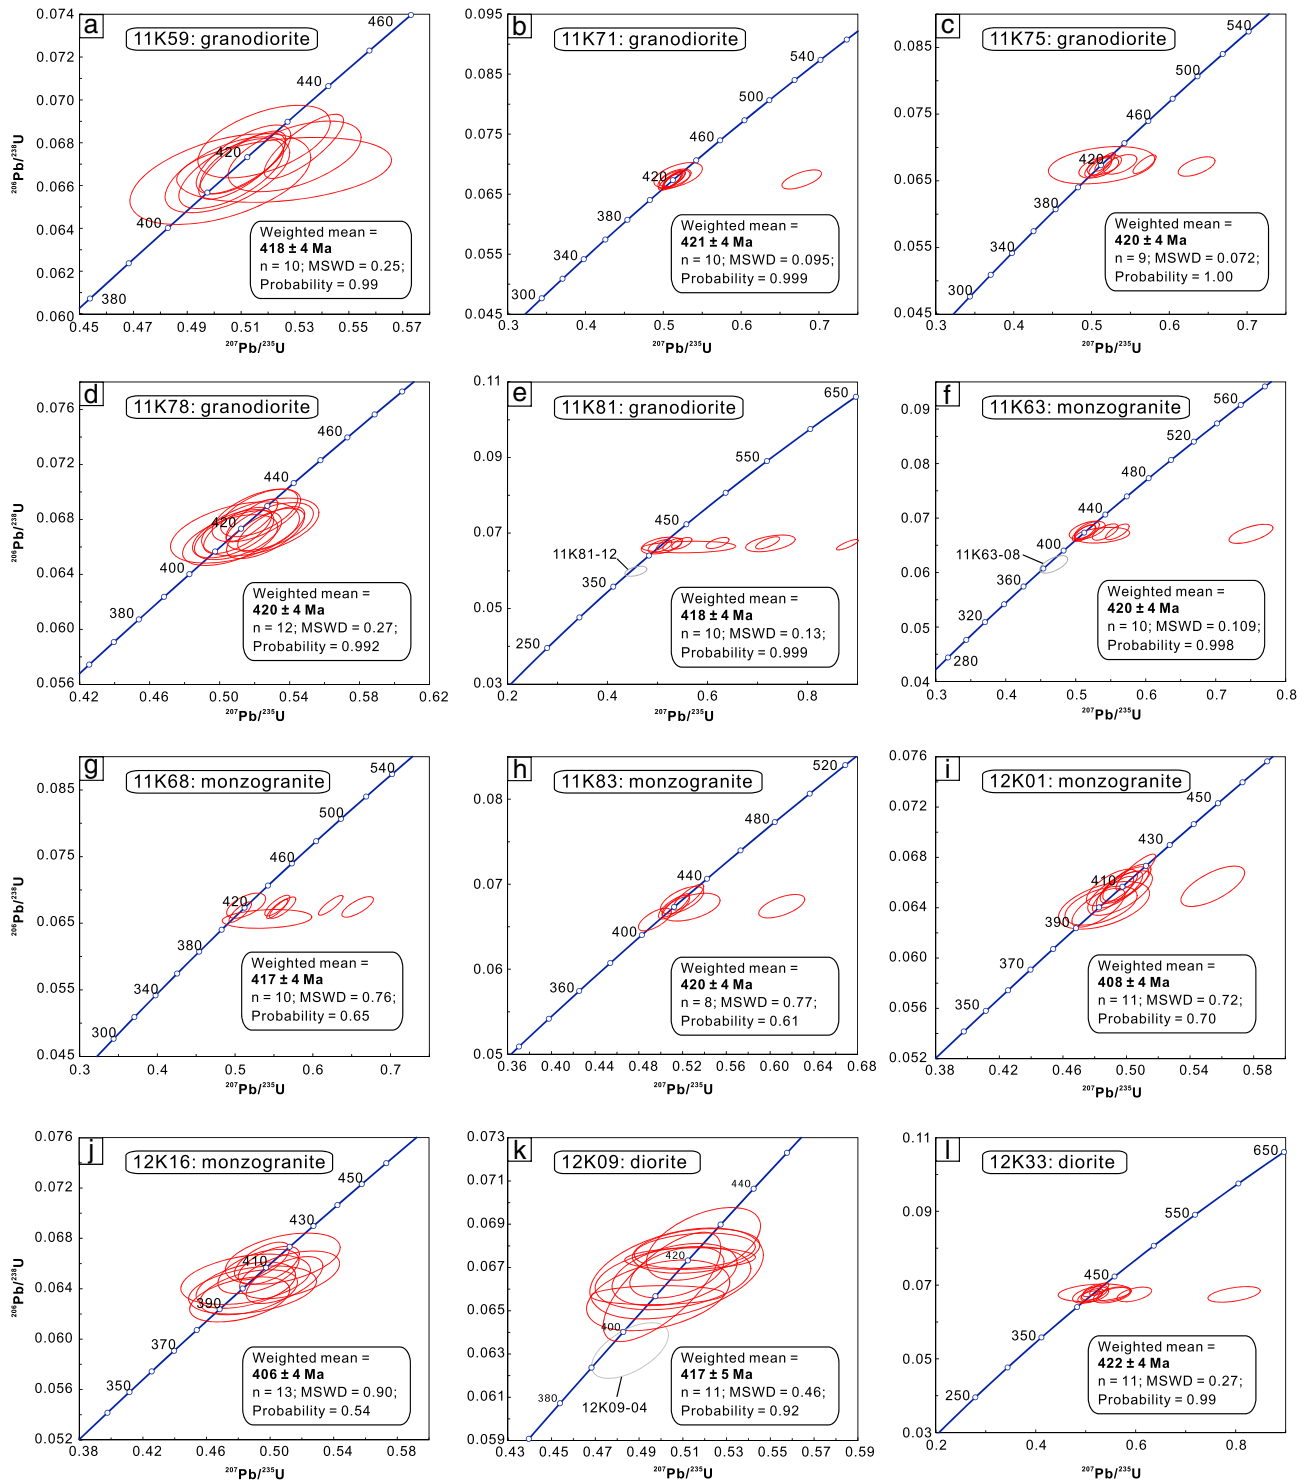 a
11K59: granodiorite
0.074
0.072
0.070
0.068
0.066
0.064
0.062
0.060
206Pb/238U
460
440
420
400
380
Weighted mean =
418 ± 4 Ma
n = 10; MSWD = 0.25;
Probability = 0.99
0.45 0.47 0.49 0.51 0.53 0.55 0.57
207Pb/235U
b
11K71: granodiorite
0.095
0.085
0.075
0.065
0.055
0.045
540
500
460
420
380
340
300
Weighted mean =
421 ± 4 Ma
n = 10; MSWD = 0.095;
Probability = 0.999
0.3 0.4 0.5 0.6 0.7
207Pb/235U
c
11K75: granodiorite
0.085
0.075
0.065
0.055
0.045
540
500
460
420
380
340
300
Weighted mean =
420 ± 4 Ma
n = 9; MSWD = 0.072;
Probability = 1.00
0.3 0.4 0.5 0.6 0.7
207Pb/235U
d
11K78: granodiorite
0.076
0.072
0.068
0.064
0.060
0.056
206Pb/238U
460
440
420
400
380
Weighted mean =
420 ± 4 Ma
n = 12; MSWD = 0.27;
Probability = 0.992
0.42 0.46 0.50 0.54 0.58 0.62
207Pb/235U
e
11K81: granodiorite
0.11
0.09
0.07
0.05
0.03
650
550
450
11K81-12
350
250
Weighted mean =
418 ± 4 Ma
n = 10; MSWD = 0.13;
Probability = 0.999
0.2 0.4 0.6 0.8
207Pb/235U
f
11K63: monzogranite
0.09
0.08
0.07
0.06
0.05
0.04
560
520
480
440
400
11K63-08
360
320
280
Weighted mean =
420 ± 4 Ma
n = 10; MSWD = 0.109;
Probability = 0.998
0.3 0.4 0.5 0.6 0.7 0.8
207Pb/235U
g
11K68: monzogranite
0.085
0.075
0.065
0.055
0.045
206Pb/238U
540
500
460
420
380
340
300
Weighted mean =
417 ± 4 Ma
n = 10; MSWD = 0.76;
Probability = 0.65
0.3 0.4 0.5 0.6 0.7
207Pb/235U
h
11K83: monzogranite
0.08
0.07
0.06
0.05
520
480
440
400
360
Weighted mean =
420 ± 4 Ma
n = 8; MSWD = 0.77;
Probability = 0.61
0.36 0.40 0.44 0.48 0.52 0.56 0.60 0.64 0.68
207Pb/235U
i
12K01: monzogranite
0.076
0.072
0.068
0.064
0.060
0.056
0.052
450
430
410
390
370
350
Weighted mean =
408 ± 4 Ma
n = 11; MSWD = 0.72;
Probability = 0.70
0.38 0.42 0.46 0.50 0.54 0.58
207Pb/235U
j
12K16: monzogranite
0.076
0.072
0.068
0.064
0.060
0.056
0.052
206Pb/238U
450
430
410
390
370
350
Weighted mean =
406 ± 4 Ma
n = 13; MSWD = 0.90;
Probability = 0.54
0.38 0.42 0.46 0.50 0.54 0.58
207Pb/235U
k
12K09: diorite
0.073
0.071
0.069
0.067
0.065
0.063
0.061
0.059
440
420
400
380
12K09-04
Weighted mean =
417 ± 5 Ma
n = 11; MSWD = 0.46;
Probability = 0.92
0.43 0.45 0.47 0.49 0.51 0.53 0.55 0.57 0.59
207Pb/235U
l
12K33: diorite
0.11
0.09
0.07
0.05
0.03
650
550
450
350
250
Weighted mean =
422 ± 4 Ma
n = 11; MSWD = 0.27;
Probability = 0.99
0.2 0.4 0.6 0.8
207Pb/235U